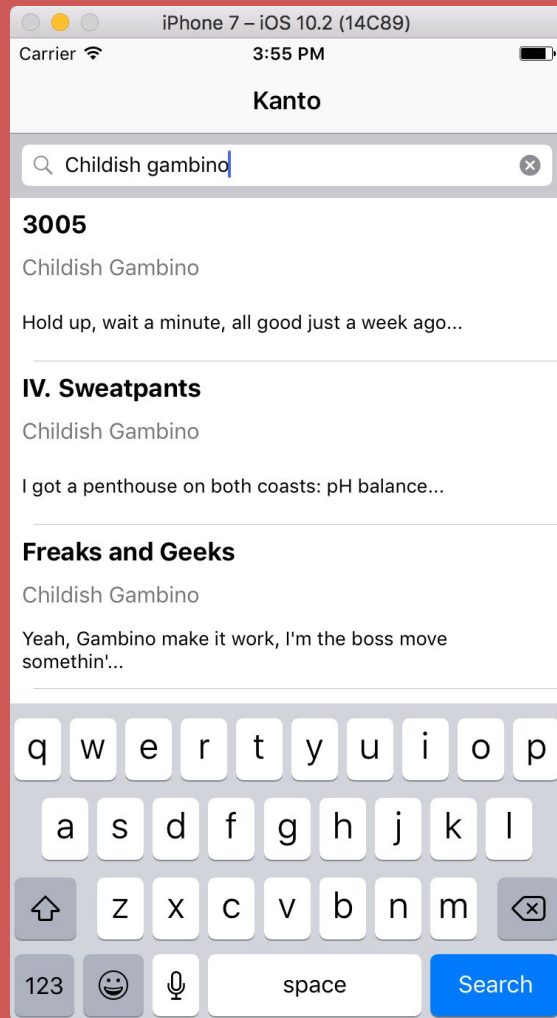 iPhone 7 – iOS 10.2 (14C89)
Carrier 3:55 PM
Kanto
Childish gambino
3005
Childish Gambino
Hold up, wait a minute, all good just a week ago...
IV. Sweatpants
Childish Gambino
I got a penthouse on both coasts: pH balance...
Freaks and Geeks
Childish Gambino
Yeah, Gambino make it work, I'm the boss move
somethin'...
q w e r t y u i o p
a s d f g h j k l
z x c v b n m
123 space Search